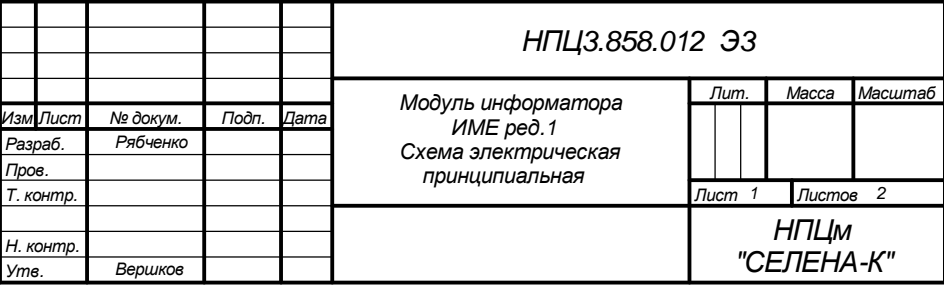 НПЦ3.858.012 Э3
Модуль информатора
ИМЕ ред.1
Схема электрическая
принципиальная
Лит. Масса Масштаб
Изм Лист № докум. Подп. Дата
Разраб. Рябченко
Пров.
Т. контр.
Лист 1 Листов 2
Н. контр.
Утв. Вершков
НПЦм
"СЕЛЕНА-К"